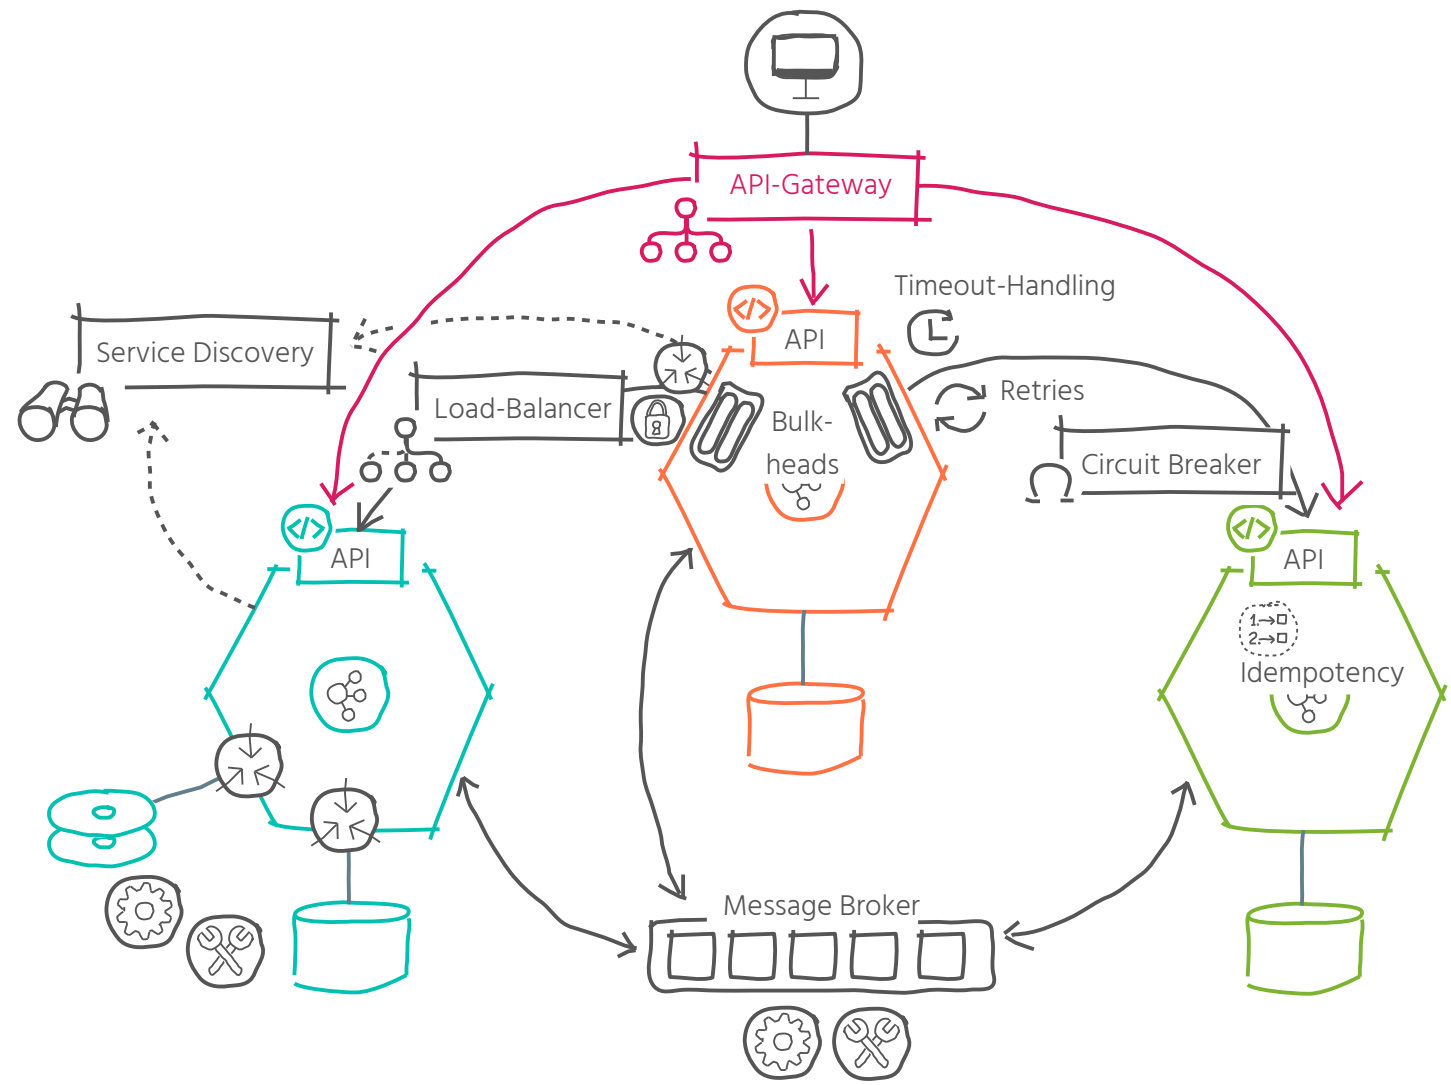 API-Gateway
Timeout-Handling
</>
API
Service Discovery
Retries
Load-Balancer
Bulk-
heads
Circuit Breaker
</>
API
</>
API
1.→
2.→
Idempotency
Message Broker